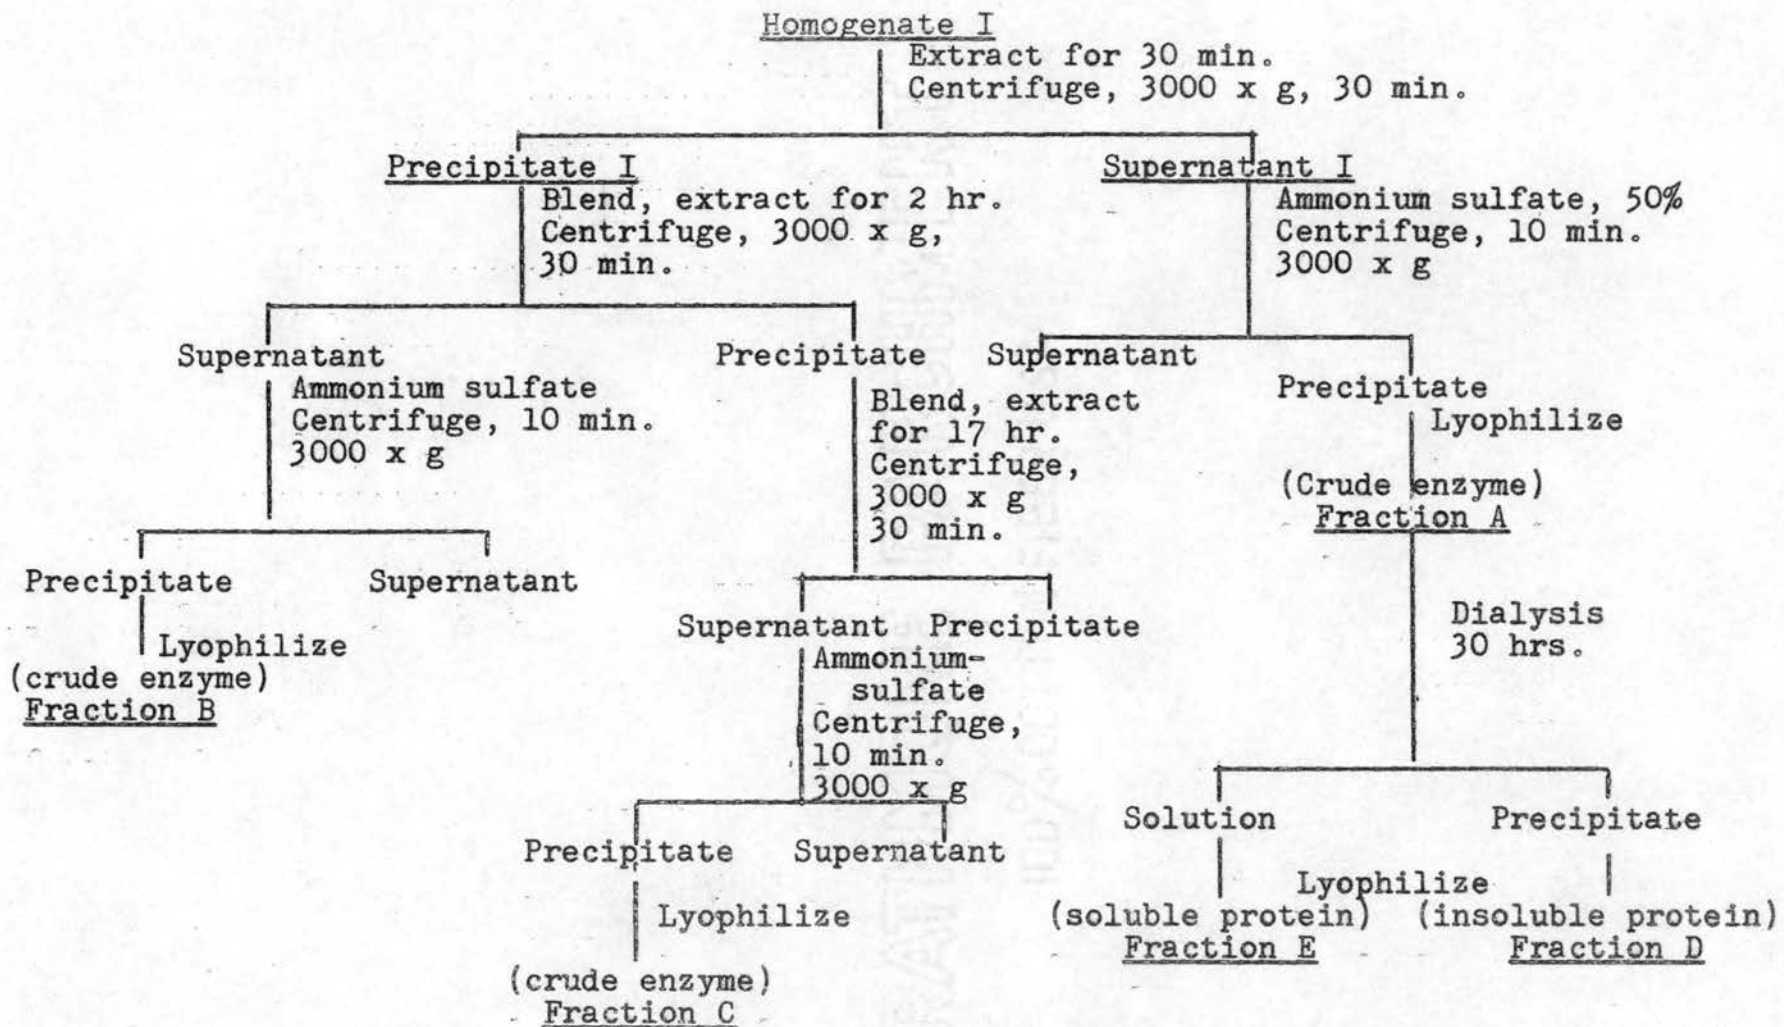 Homogenate I
Extract for 30 min.
Centrifuge, 3000 x g, 30 min.
Precipitate I
Blend, extract for 2 hr.
Centrifuge, 3000 x g,
30 min.
Supernatant I
Ammonium sulfate, 50%
Centrifuge, 10 min.
3000 x g
Supernatant
Ammonium sulfate
Centrifuge, 10 min.
3000 x g
Precipitate
Blend, extract
for 17 hr.
Centrifuge,
3000 x g
30 min.
Supernatant
Precipitate
Lyophilize
(Crude enzyme)
Fraction A
Precipitate
Lyophilize
(crude enzyme)
Fraction B
Supernatant
Supernatant
Ammonium-
sulfate
Centrifuge,
10 min.
3000 x g
Precipitate
Dialysis
30 hrs.
Precipitate
Lyophilize
(crude enzyme)
Fraction C
Supernatant
Solution
Precipitate
Lyophilize
(soluble protein)
Fraction E
(insoluble protein)
Fraction D